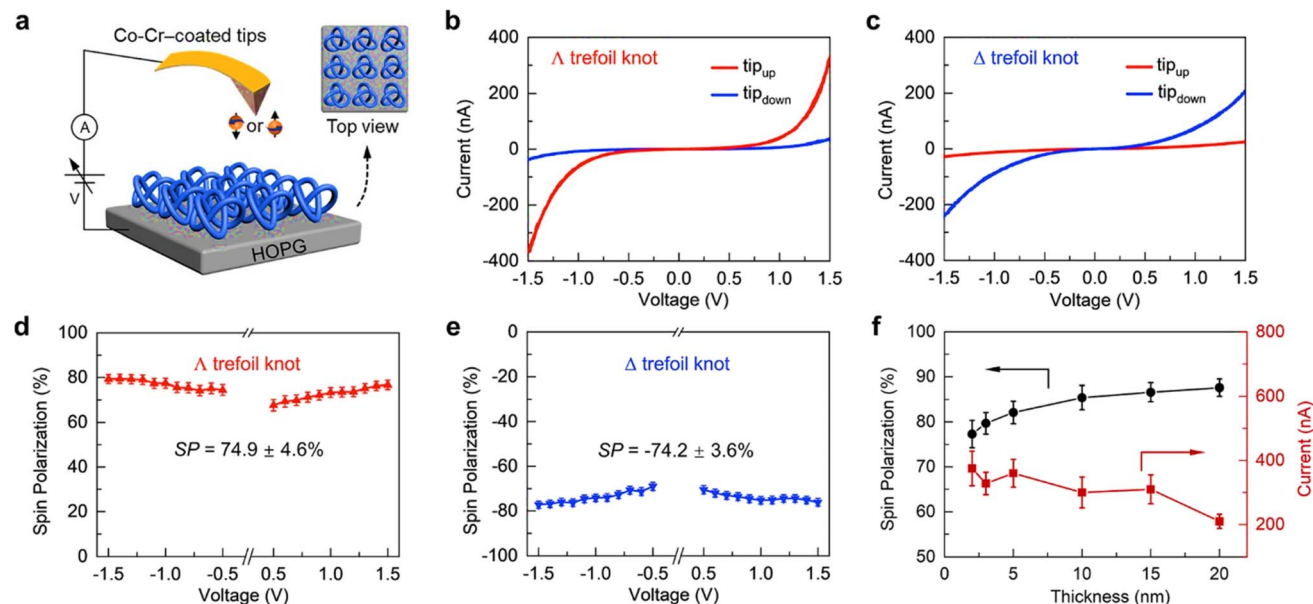 a
Co-Cr–coated tips
or
Top view
A
V
HOPG
b
Λ trefoil knot
tip_up
tip_down
Current (nA)
400
200
0
-200
-400
-1.5 -1.0 -0.5 0.0 0.5 1.0 1.5
Voltage (V)
c
Δ trefoil knot
tip_up
tip_down
Current (nA)
400
200
0
-200
-400
-1.5 -1.0 -0.5 0.0 0.5 1.0 1.5
Voltage (V)
d
Λ trefoil knot
SP = 74.9 ± 4.6%
Spin Polarization (%)
100
80
60
40
20
0
-1.5 -1.0 -0.5 0.5 1.0 1.5
Voltage (V)
e
Δ trefoil knot
SP = -74.2 ± 3.6%
Spin Polarization (%)
0
-20
-40
-60
-80
-100
-1.5 -1.0 -0.5 0.5 1.0 1.5
Voltage (V)
f
Spin Polarization (%)
100
90
80
70
60
50
800
600
400
200
Current (nA)
0 5 10 15 20
Thickness (nm)